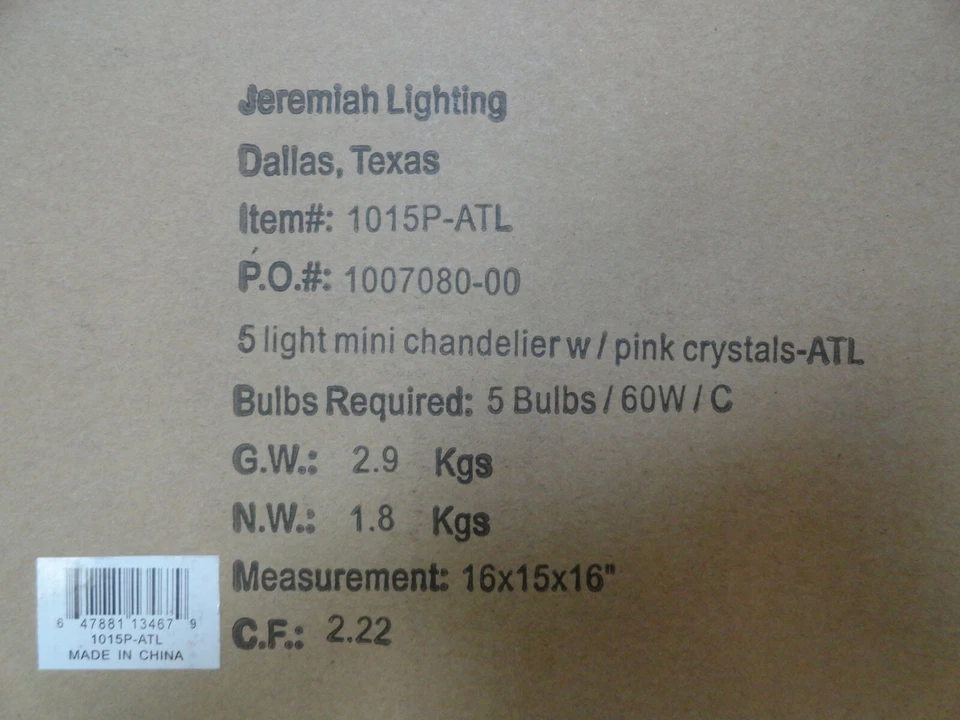 Jeremiah Lighting
Dallas, Texas
Item#: 1015P-ATL
P.O.#: 1007080-00
5 light mini chandelier w / pink crystals-ATL
Bulbs Required: 5 Bulbs / 60W / C
G.W.: 2.9 Kgs
N.W.: 1.8 Kgs
Measurement: 16x15x16"
C.F.: 2.22
6 47881 13467 9
1015P-ATL
MADE IN CHINA